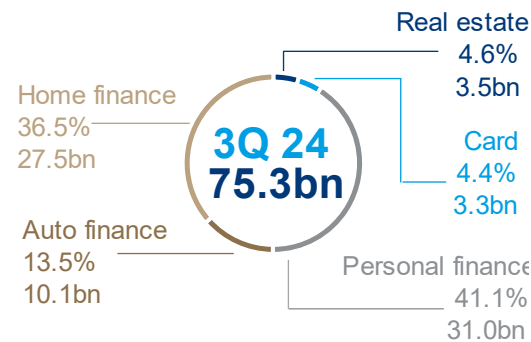 Real estate
4.6%
3.5bn
Home finance
36.5%
27.5bn
3Q 24
75.3bn
Card
4.4%
3.3bn
Auto finance
13.5%
10.1bn
Personal finance
41.1%
31.0bn